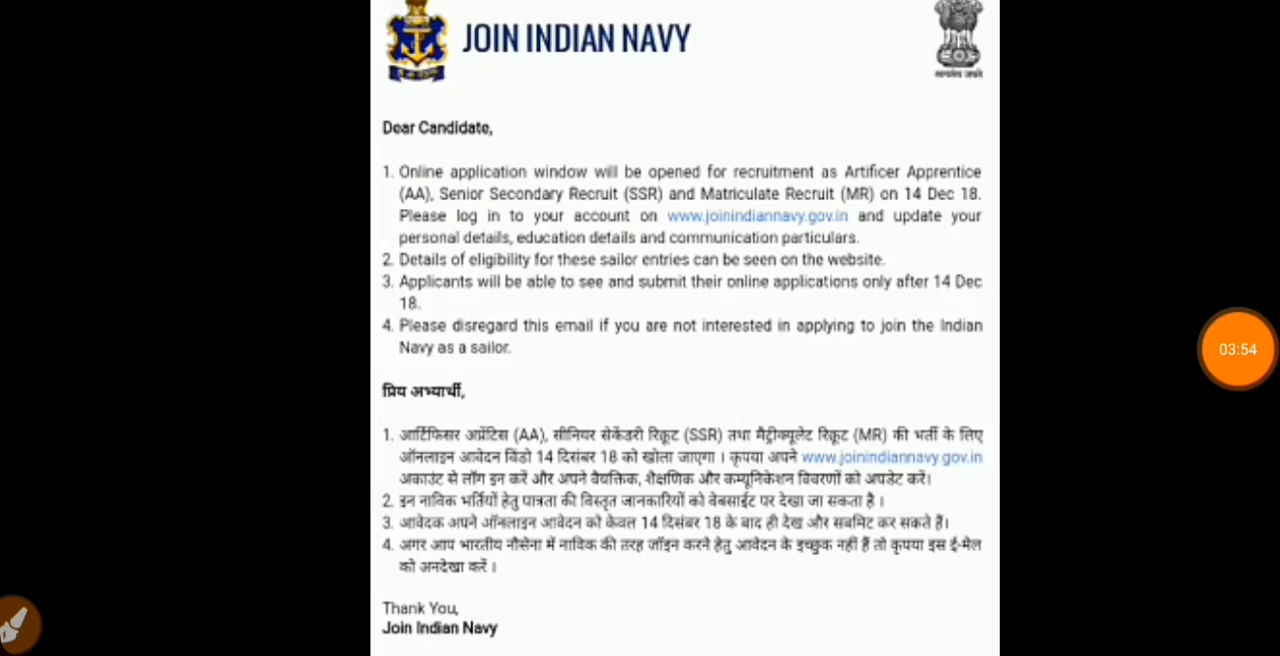 JOIN INDIAN NAVY
सत्यमेव जयते
Dear Candidate,
1. Online application window will be opened for recruitment as Artificer Apprentice
(AA), Senior Secondary Recruit (SSR) and Matriculate Recruit (MR) on 14 Dec 18.
Please log in to your account on www.joinindiannavy.gov.in and update your
personal details, education details and communication particulars.
2. Details of eligibility for these sailor entries can be seen on the website.
3. Applicants will be able to see and submit their online applications only after 14 Dec
18.
4. Please disregard this email if you are not interested in applying to join the Indian
Navy as a sailor.
प्रिय अभ्यार्थी,
1. आर्टिफिसर अप्रेंटिस (AA), सीनियर सेकेंडरी रिक्रूट (SSR) तथा मैट्रीक्यूलेट रिक्रूट (MR) की भर्ती के लिए
ऑनलाइन आवेदन विंडो 14 दिसंबर 18 को खोला जाएगा । कृपया अपने www.joinindiannavy.gov.in
अकाउंट से लॉग इन करें और अपने वैयक्तिक, शैक्षणिक और कम्यूनिकेशन विवरणों को अपडेट करें।
2. इन नाविक भर्तियों हेतु पात्रता की विस्तृत जानकारियों को वेबसाईट पर देखा जा सकता है ।
3. आवेदक अपने ऑनलाइन आवेदन को केवल 14 दिसंबर 18 के बाद ही देख और सबमिट कर सकते हैं।
4. अगर आप भारतीय नौसेना में नाविक की तरह जॉइन करने हेतु आवेदन के इच्छुक नहीं हैं तो कृपया इस ई-मेल
को अनदेखा करें ।
Thank You,
Join Indian Navy
03:54